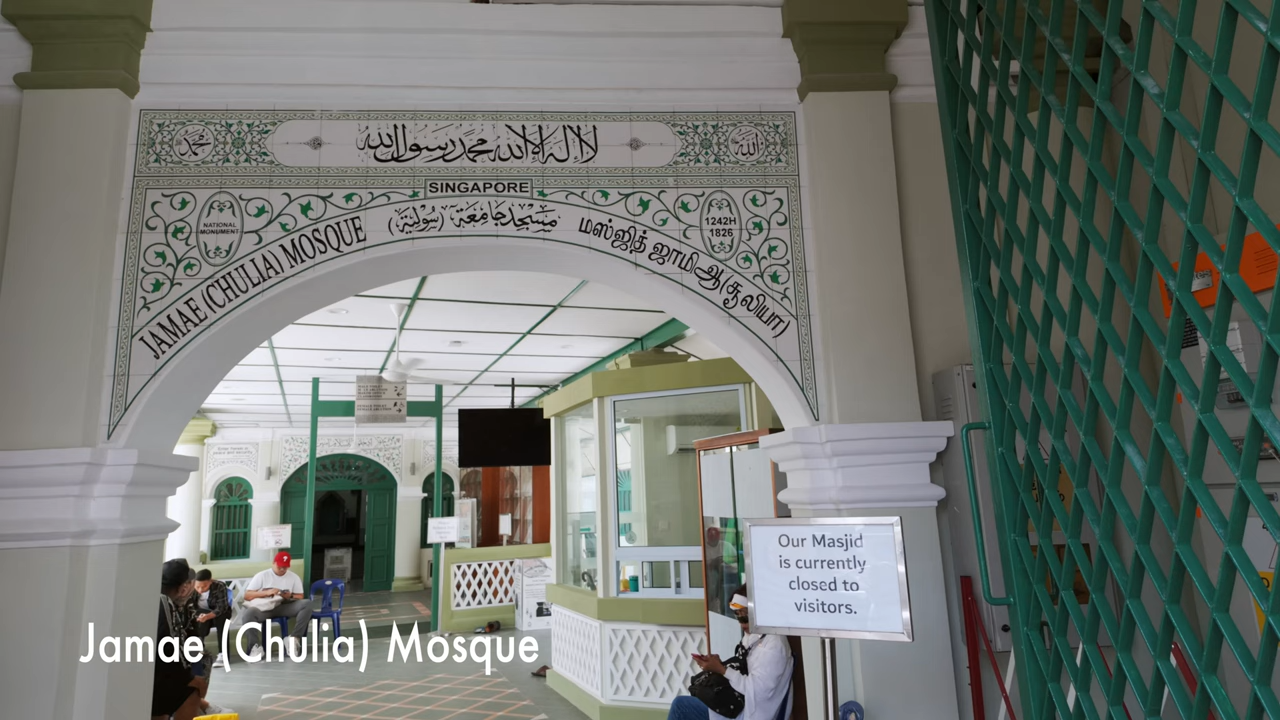 محمد
لا إله إلا الله محمد رسول الله
الله
SINGAPORE
NATIONAL
MONUMENT
JAMAE (CHULIA) MOSQUE
مسجد جامعة (سولية)
மஸ்ஜித் ஜாமிஆ (சூலியா)
1242H
1826
Our Masjid
is currently
closed to
visitors.
Jamae (Chulia) Mosque